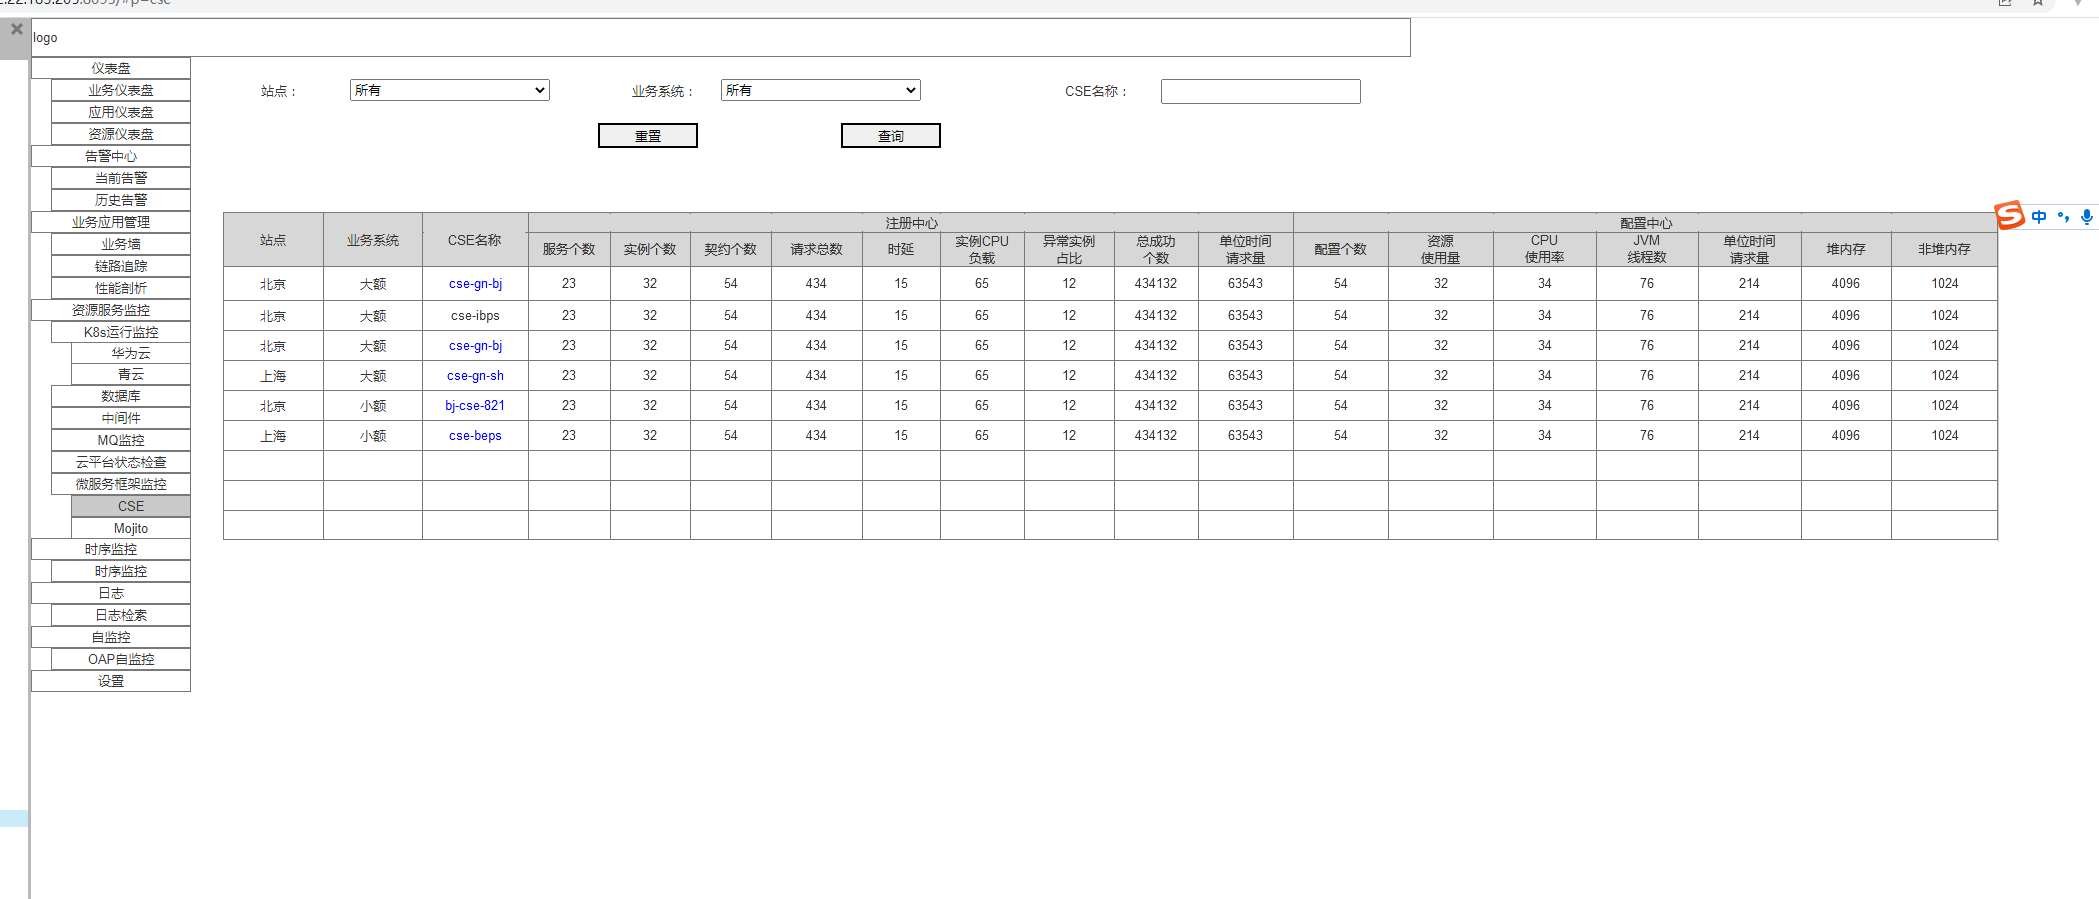 logo
仪表盘
业务仪表盘
应用仪表盘
资源仪表盘
告警中心
当前告警
历史告警
业务应用管理
业务墙
链路追踪
性能剖析
资源服务监控
K8s运行监控
华为云
青云
数据库
中间件
MQ监控
云平台状态检查
微服务框架监控
CSE
Mojito
时序监控
时序监控
日志
日志检索
自监控
OAP自监控
设置
站点： 所有 业务系统： 所有 CSE名称：
重置 查询
注册中心 配置中心
站点 业务系统 CSE名称 服务个数 实例个数 契约个数 请求总数 时延 实例CPU负载 异常实例占比 总成功个数 单位时间请求量 配置个数 资源使用量 CPU使用率 JVM线程数 单位时间请求量 堆内存 非堆内存
北京 大额 cse-gn-bj 23 32 54 434 15 65 12 434132 63543 54 32 34 76 214 4096 1024
北京 大额 cse-ibps 23 32 54 434 15 65 12 434132 63543 54 32 34 76 214 4096 1024
北京 大额 cse-gn-bj 23 32 54 434 15 65 12 434132 63543 54 32 34 76 214 4096 1024
上海 大额 cse-gn-sh 23 32 54 434 15 65 12 434132 63543 54 32 34 76 214 4096 1024
北京 小额 bj-cse-821 23 32 54 434 15 65 12 434132 63543 54 32 34 76 214 4096 1024
上海 小额 cse-beps 23 32 54 434 15 65 12 434132 63543 54 32 34 76 214 4096 1024
中